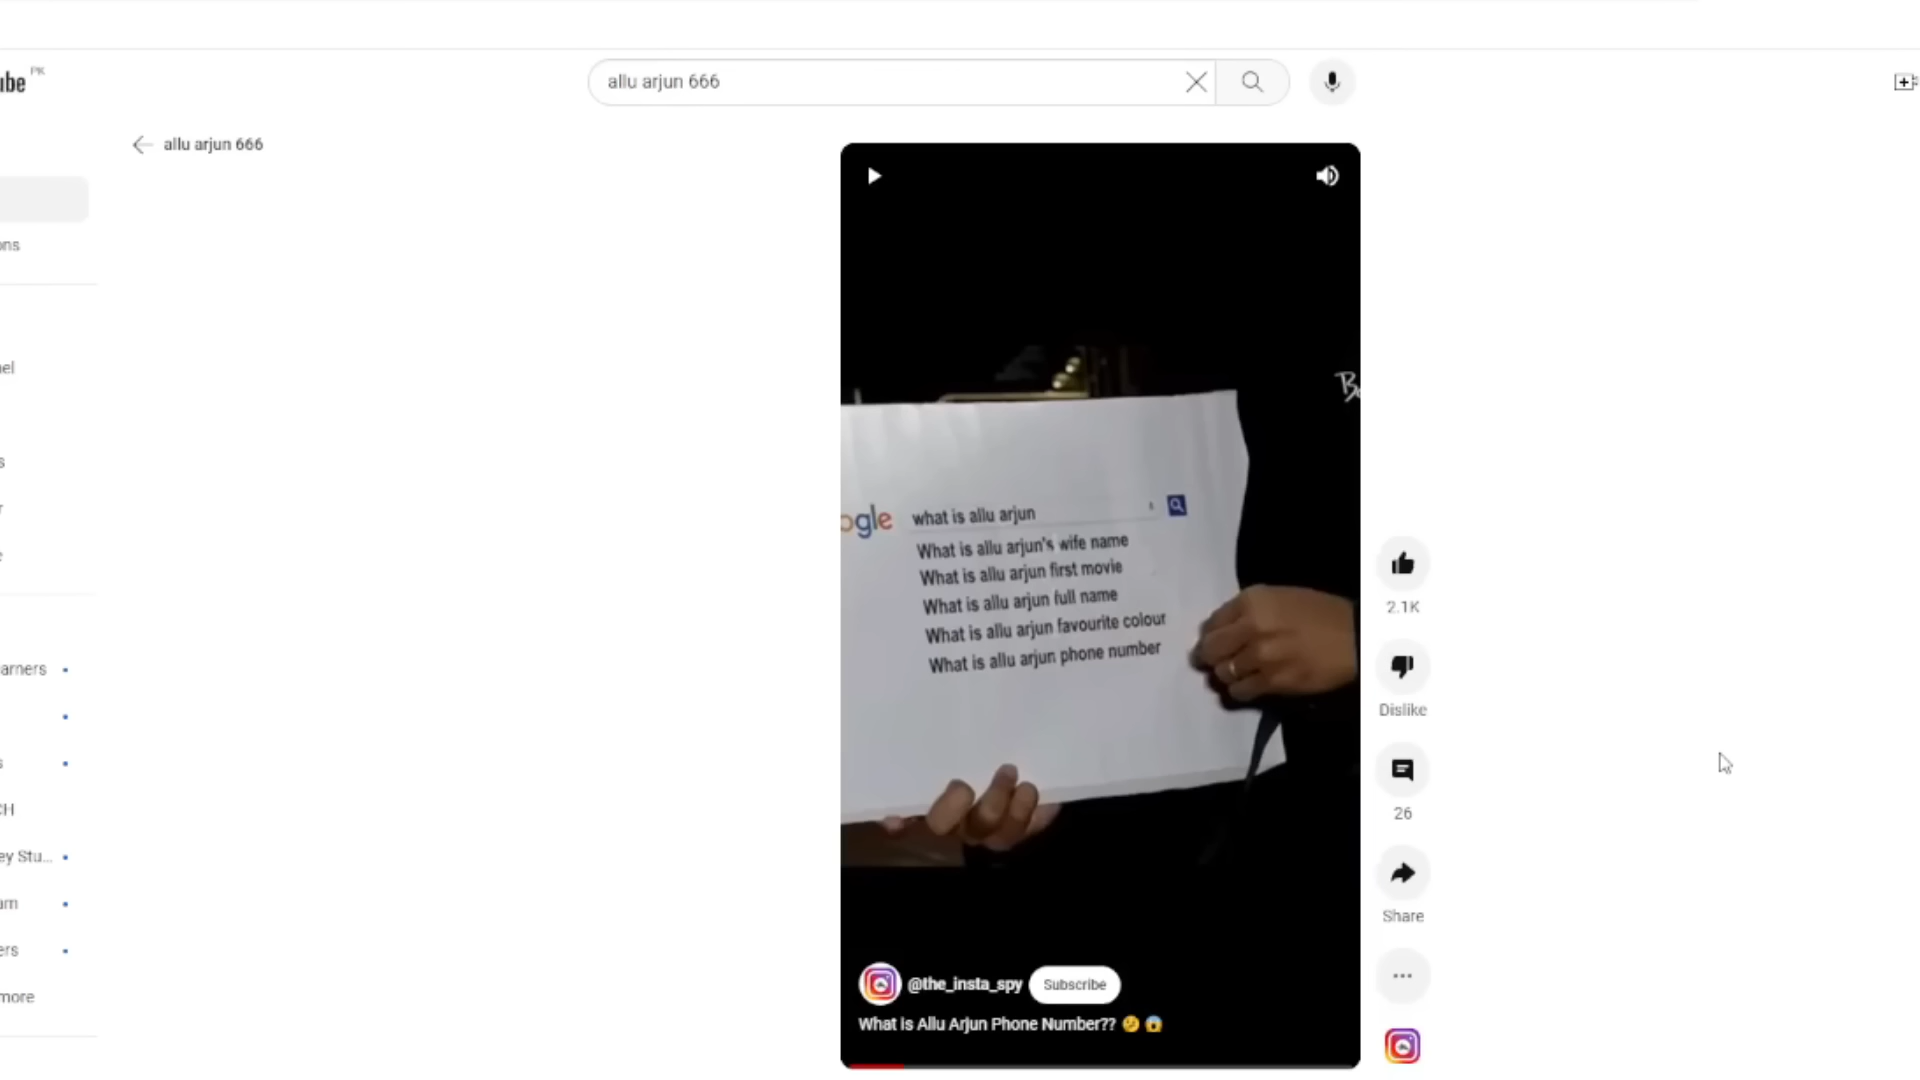 PK
allu arjun 666
allu arjun 666
what is allu arjun
What is allu arjun's wife name
What is allu arjun first movie
What is allu arjun full name
What is allu arjun favourite colour
What is allu arjun phone number
2.1K
Dislike
26
Share
@the_insta_spy
Subscribe
What is Allu Arjun Phone Number??
more